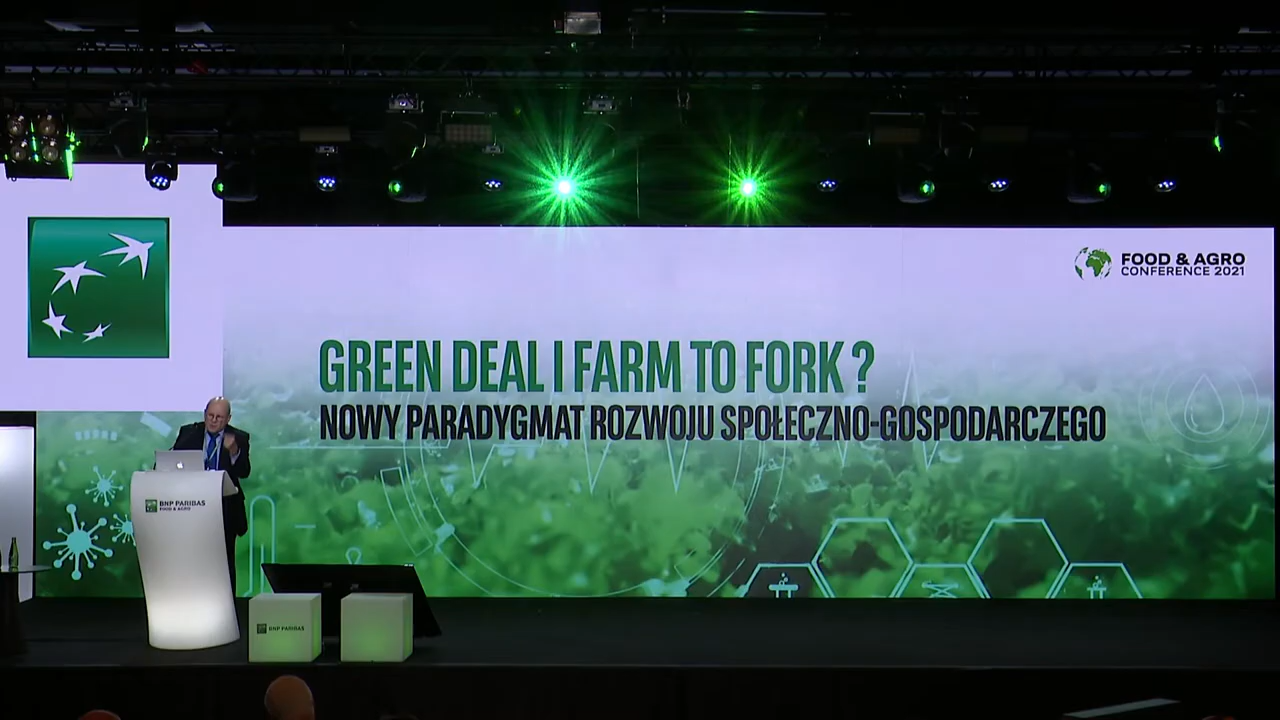 FOOD & AGRO
CONFERENCE 2021
GREEN DEAL I FARM TO FORK ?
NOWY PARADYGMAT ROZWOJU SPOŁECZNO-GOSPODARCZEGO
BNP PARIBAS
FOOD & AGRO
BNP PARIBAS